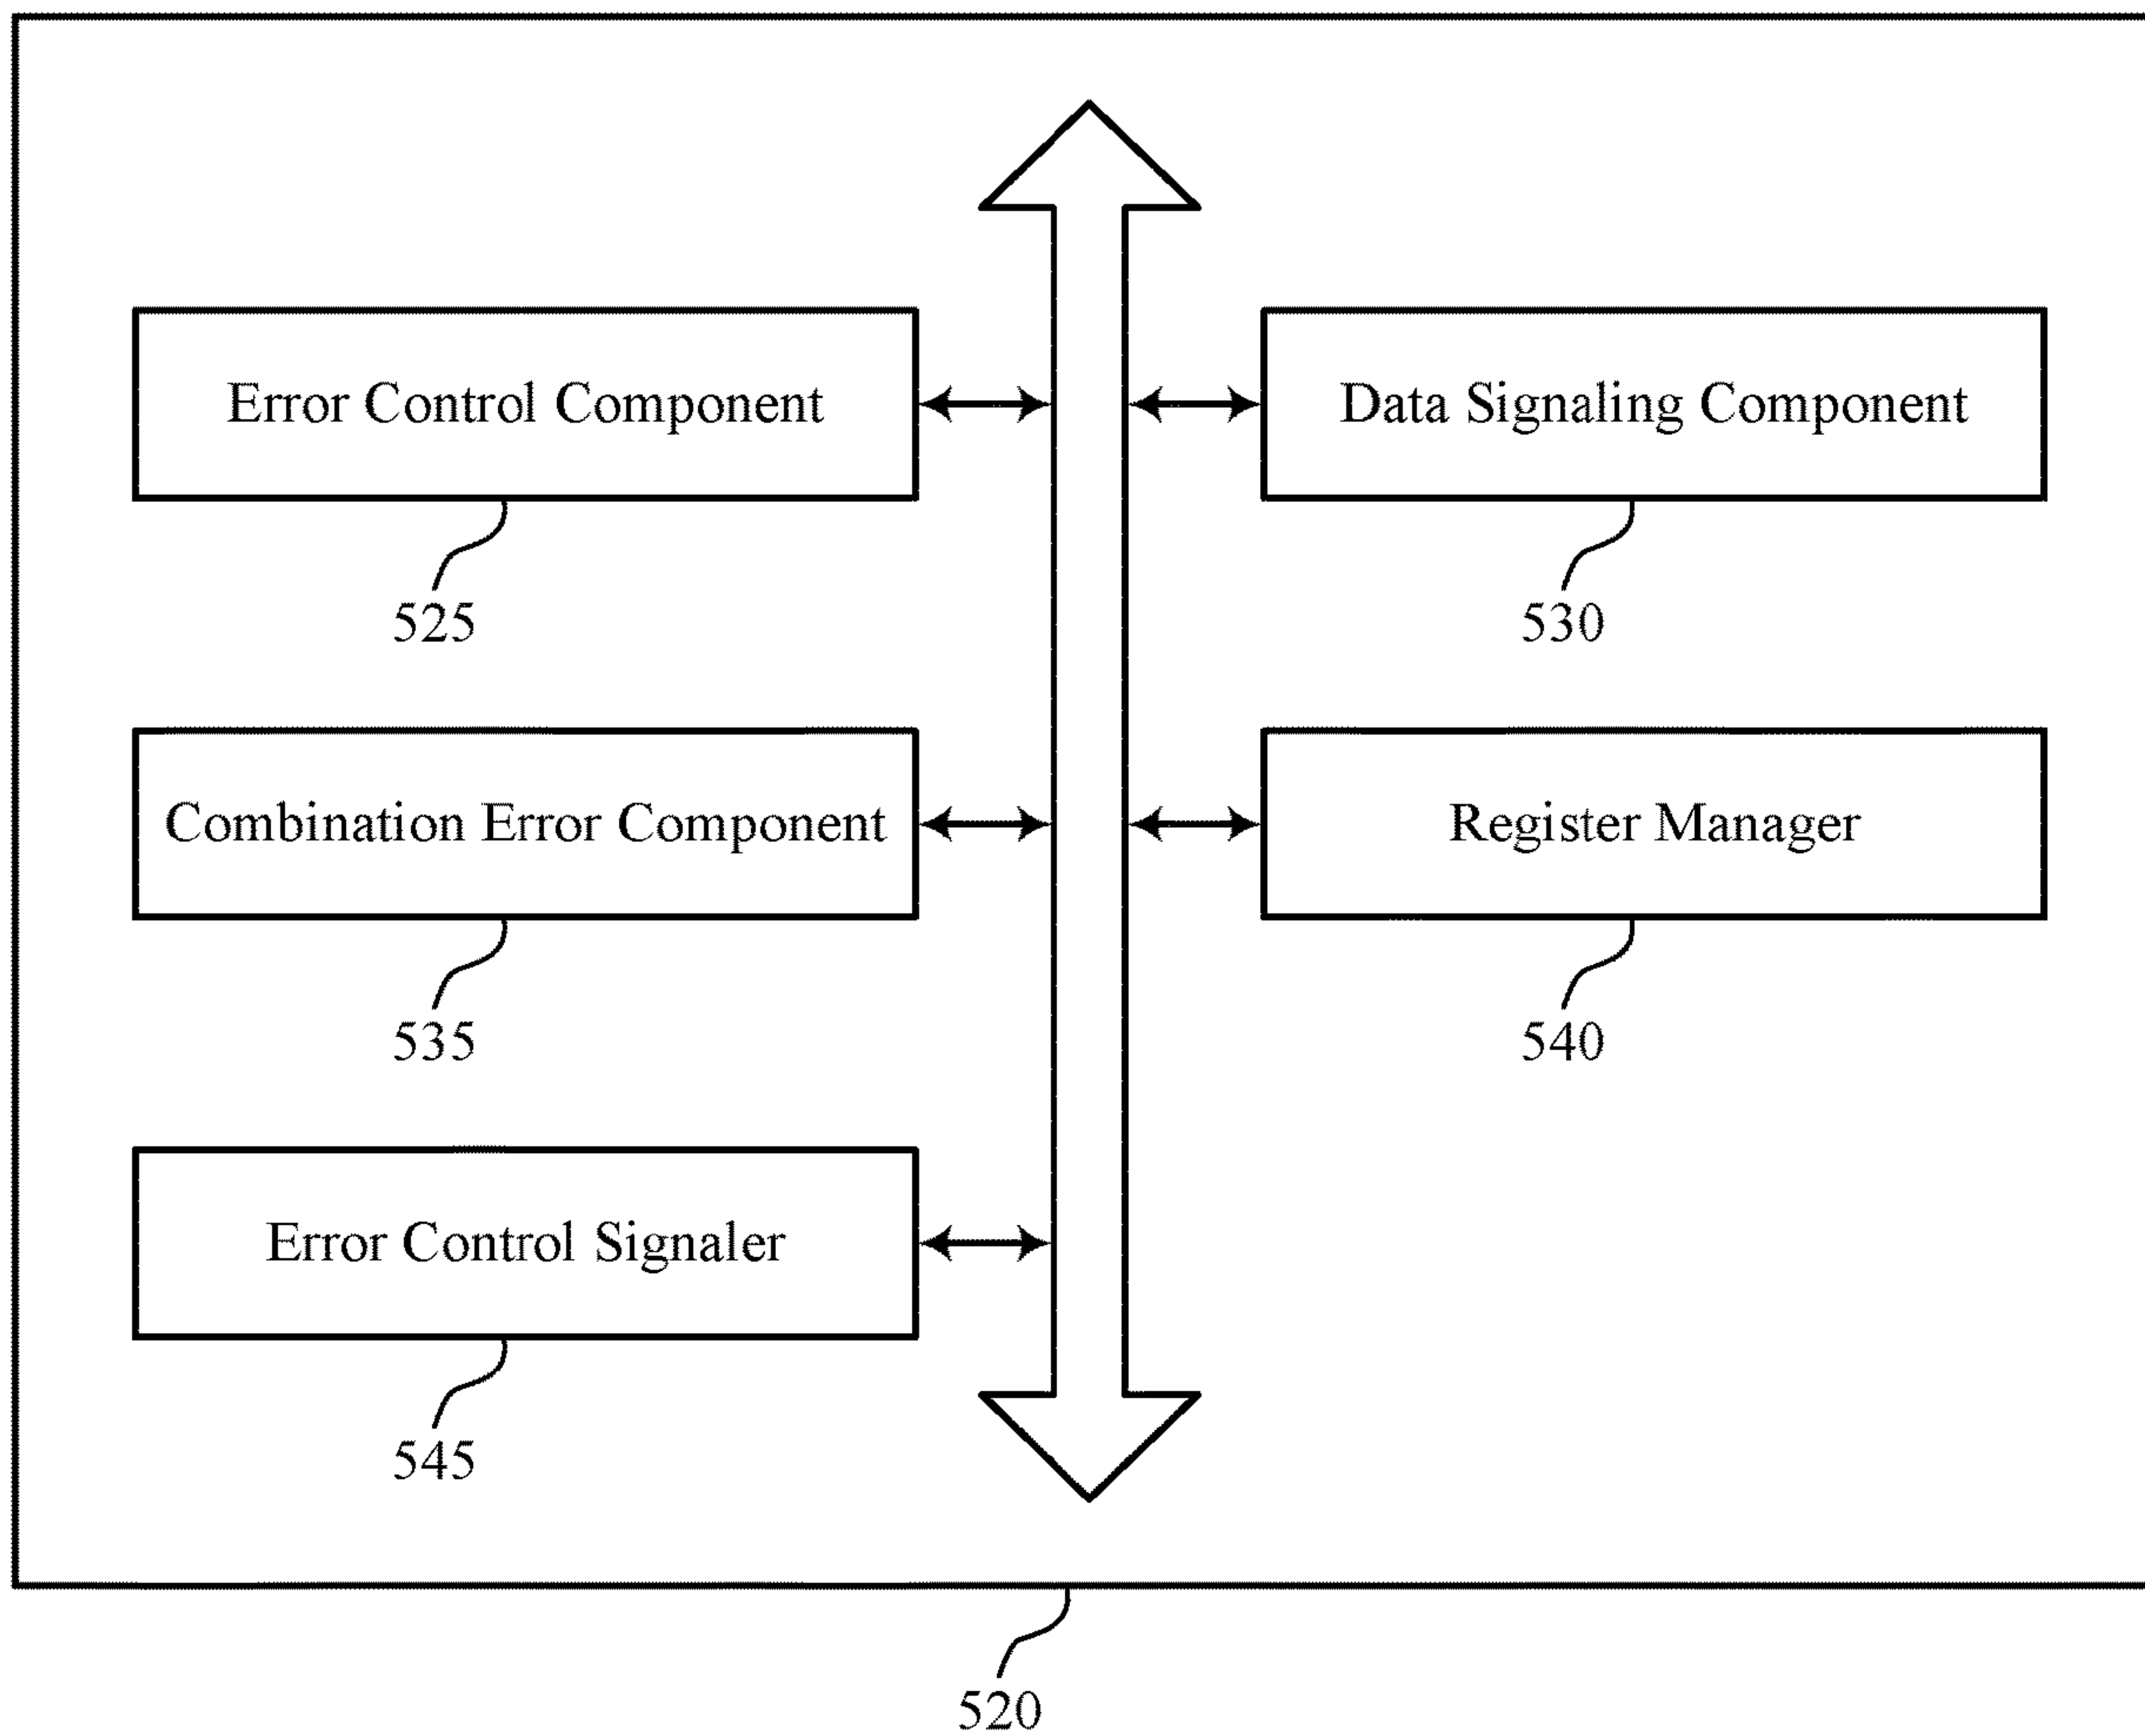 Error Control Component
Data Signaling Component
525
530
Combination Error Component
Register Manager
535
540
Error Control Signaler
545
520